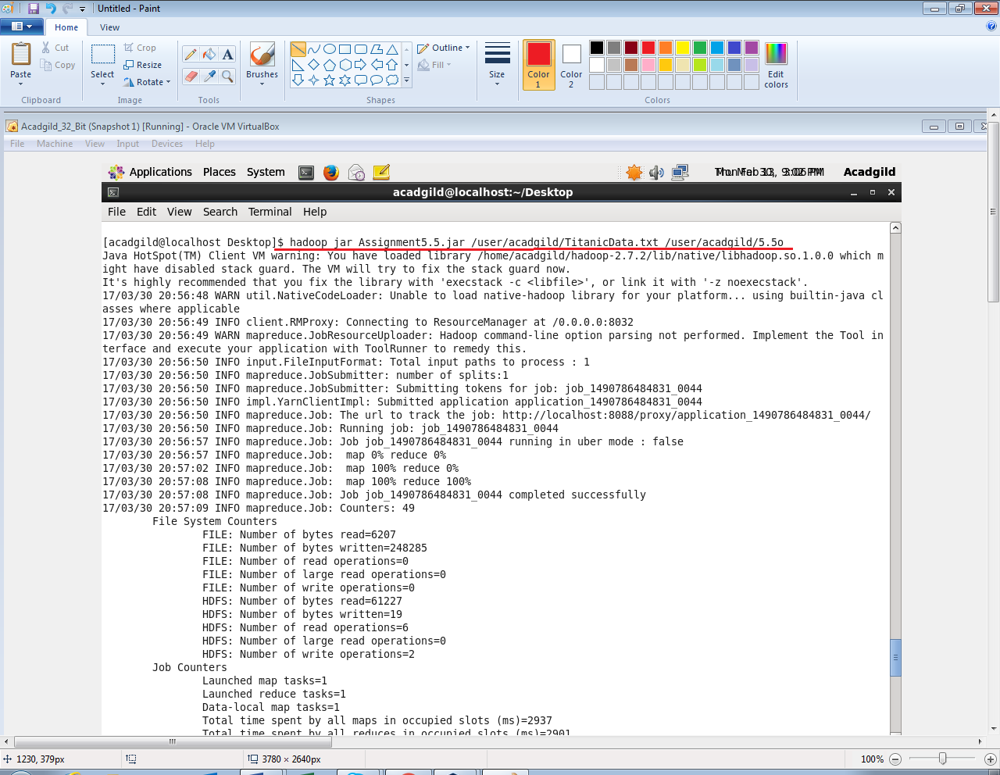 Untitled - Paint
Home View
Paste
Cut
Copy
Clipboard
Select
Crop
Resize
Rotate
Image
Tools
Brushes
Shapes
Outline
Fill
Size
Color 1
Color 2
Edit colors
Colors
Acadgild_32_Bit (Snapshot 1) [Running] - Oracle VM VirtualBox
File Machine View Input Devices Help
Applications Places System Acadgild
acadgild@localhost:~/Desktop
File Edit View Search Terminal Help
[acadgild@localhost Desktop]$ hadoop jar Assignment5.5.jar /user/acadgild/TitanicData.txt /user/acadgild/5.5o
Java HotSpot(TM) Client VM warning: You have loaded library /home/acadgild/hadoop-2.7.2/lib/native/libhadoop.so.1.0.0 which m
ight have disabled stack guard. The VM will try to fix the stack guard now.
It's highly recommended that you fix the library with 'execstack -c <libfile>', or link it with '-z noexecstack'.
17/03/30 20:56:48 WARN util.NativeCodeLoader: Unable to load native-hadoop library for your platform... using builtin-java cl
asses where applicable
17/03/30 20:56:49 INFO client.RMProxy: Connecting to ResourceManager at /0.0.0.0:8032
17/03/30 20:56:49 WARN mapreduce.JobResourceUploader: Hadoop command-line option parsing not performed. Implement the Tool in
terface and execute your application with ToolRunner to remedy this.
17/03/30 20:56:50 INFO input.FileInputFormat: Total input paths to process : 1
17/03/30 20:56:50 INFO mapreduce.JobSubmitter: number of splits:1
17/03/30 20:56:50 INFO mapreduce.JobSubmitter: Submitting tokens for job: job_1490786484831_0044
17/03/30 20:56:50 INFO impl.YarnClientImpl: Submitted application application_1490786484831_0044
17/03/30 20:56:50 INFO mapreduce.Job: The url to track the job: http://localhost:8088/proxy/application_1490786484831_0044/
17/03/30 20:56:50 INFO mapreduce.Job: Running job: job_1490786484831_0044
17/03/30 20:56:57 INFO mapreduce.Job: Job job_1490786484831_0044 running in uber mode : false
17/03/30 20:56:57 INFO mapreduce.Job:  map 0% reduce 0%
17/03/30 20:57:02 INFO mapreduce.Job:  map 100% reduce 0%
17/03/30 20:57:08 INFO mapreduce.Job:  map 100% reduce 100%
17/03/30 20:57:08 INFO mapreduce.Job: Job job_1490786484831_0044 completed successfully
17/03/30 20:57:09 INFO mapreduce.Job: Counters: 49
File System Counters
FILE: Number of bytes read=6207
FILE: Number of bytes written=248285
FILE: Number of read operations=0
FILE: Number of large read operations=0
FILE: Number of write operations=0
HDFS: Number of bytes read=61227
HDFS: Number of bytes written=19
HDFS: Number of read operations=6
HDFS: Number of large read operations=0
HDFS: Number of write operations=2
Job Counters
Launched map tasks=1
Launched reduce tasks=1
Data-local map tasks=1
Total time spent by all maps in occupied slots (ms)=2937
Total time spent by all reduces in occupied slots (ms)=2901
1230, 379px 3780 × 2640px 100%